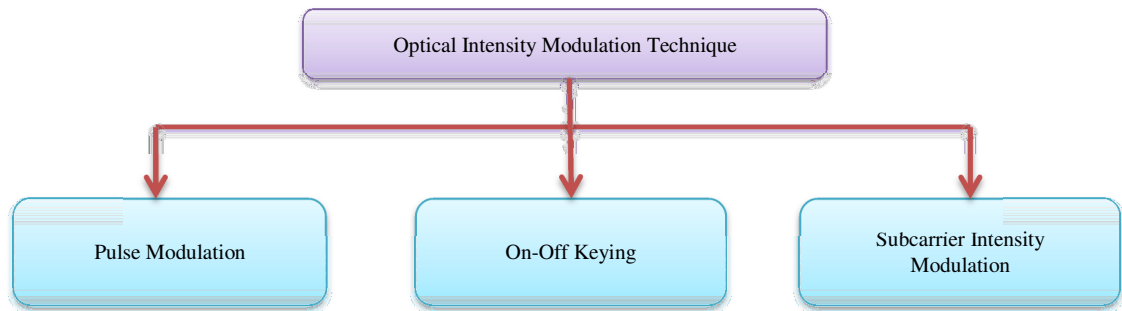 Optical Intensity Modulation Technique
Pulse Modulation
On-Off Keying
Subcarrier Intensity
Modulation